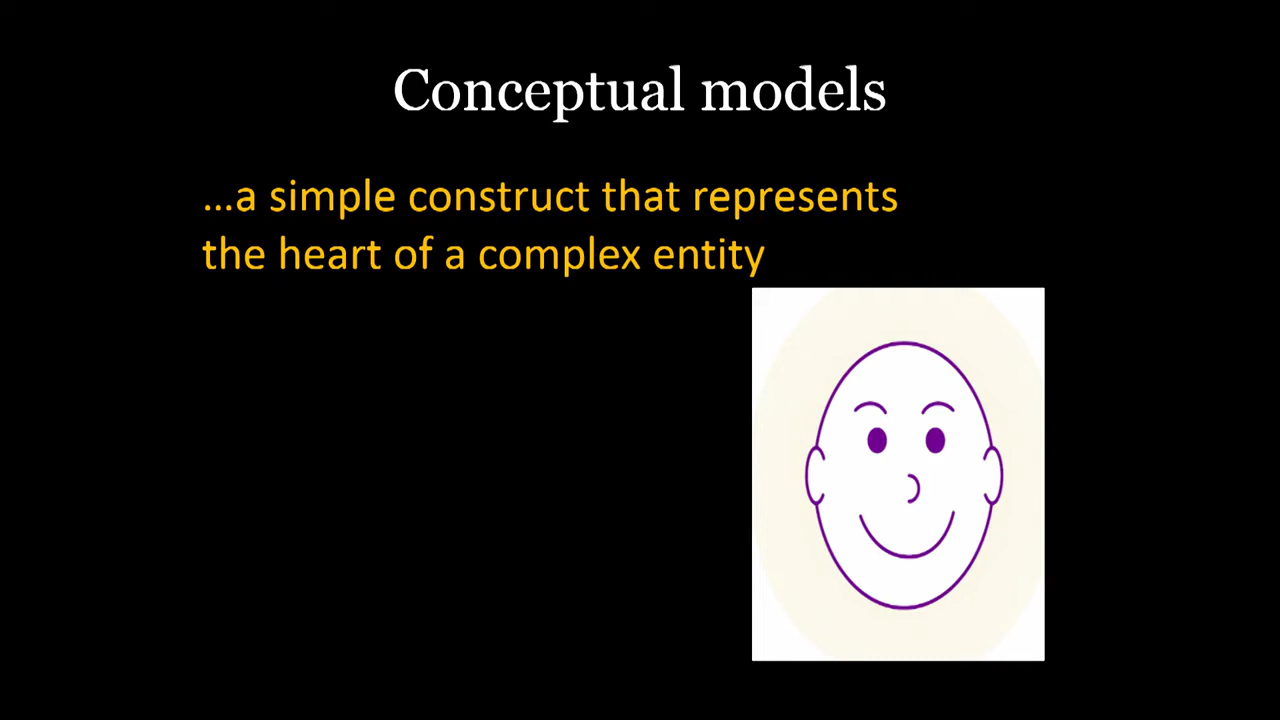 Conceptual models
...a simple construct that represents
the heart of a complex entity